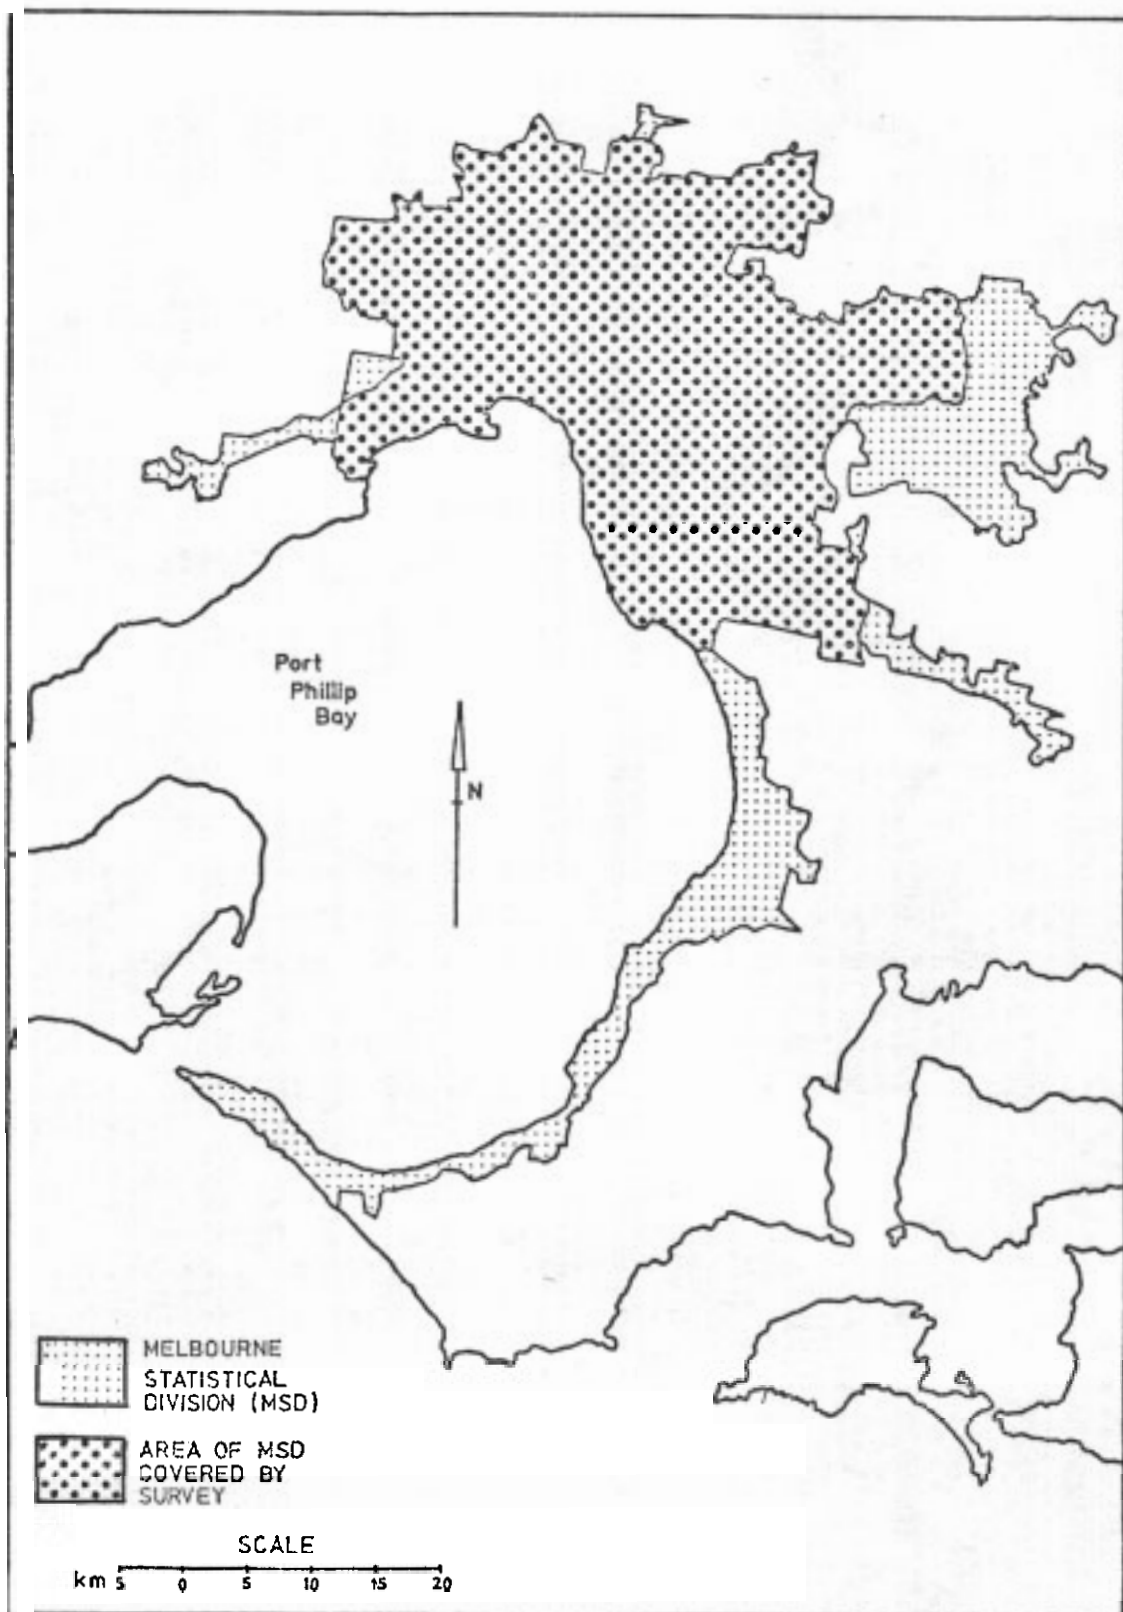 Port
Phillip
Bay
N
MELBOURNE
STATISTICAL
DIVISION (MSD)
AREA OF MSD
COVERED BY
SURVEY
SCALE
km 5 0 5 10 15 20